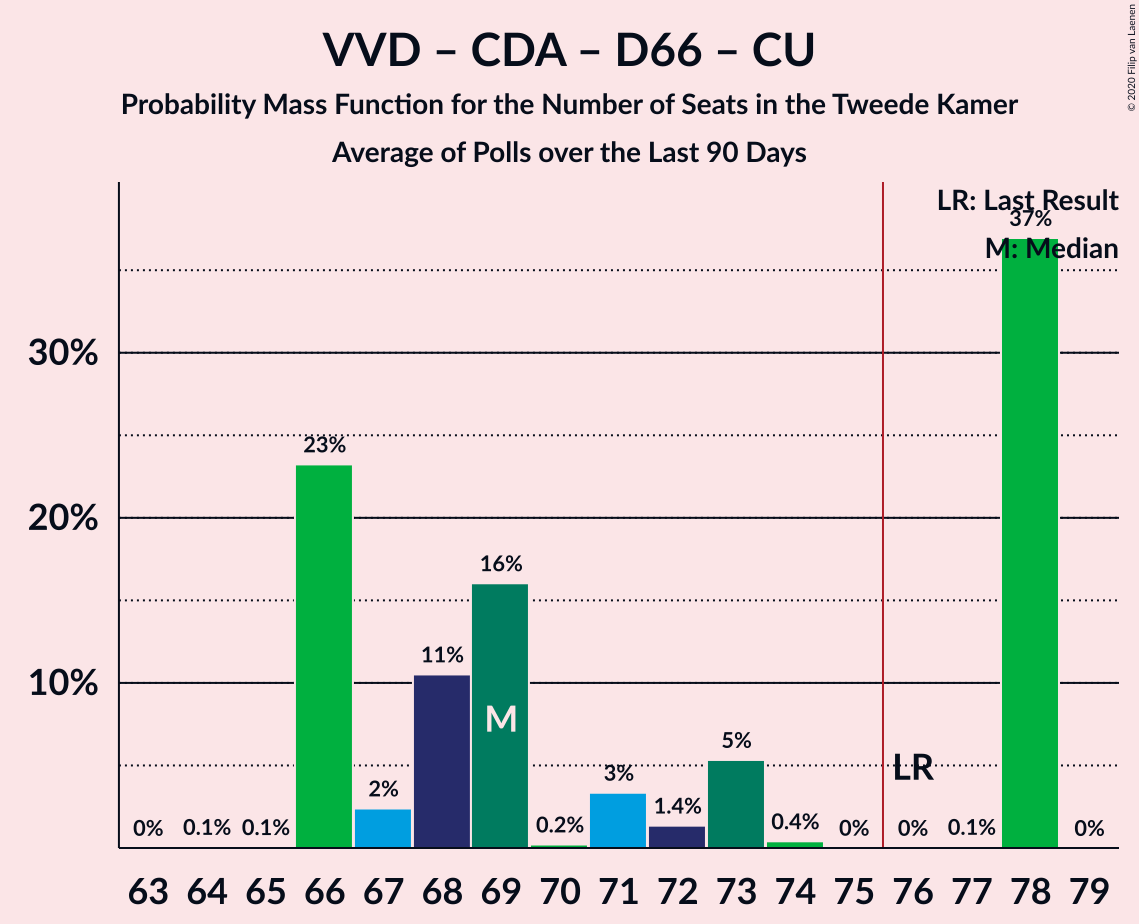 VVD – CDA – D66 – CU
Probability Mass Function for the Number of Seats in the Tweede Kamer
Average of Polls over the Last 90 Days
© 2020 Filip van Laenen
LR: Last Result
M: Median
37%
30%
23%
20%
16%
11%
10%
M
5%
LR
3%
2%
1.4%
0% 0.1% 0.1% 0.2% 0.4% 0% 0% 0.1% 0%
63 64 65 66 67 68 69 70 71 72 73 74 75 76 77 78 79